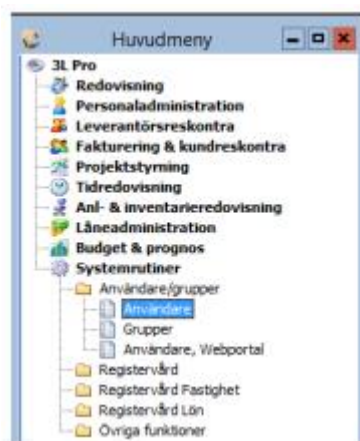 Huvudmeny
3L Pro
Redovisning
Personaladministration
Leverantörsreskontra
Fakturering & kundreskontra
Projektstyrning
Tidredovisning
Anl- & inventarieredovisning
Låneadministration
Budget & prognos
Systemrutiner
Användare/grupper
Användare
Grupper
Användare, Webportal
Registervård
Registervård Fastighet
Registervård Lön
Övriga funktioner